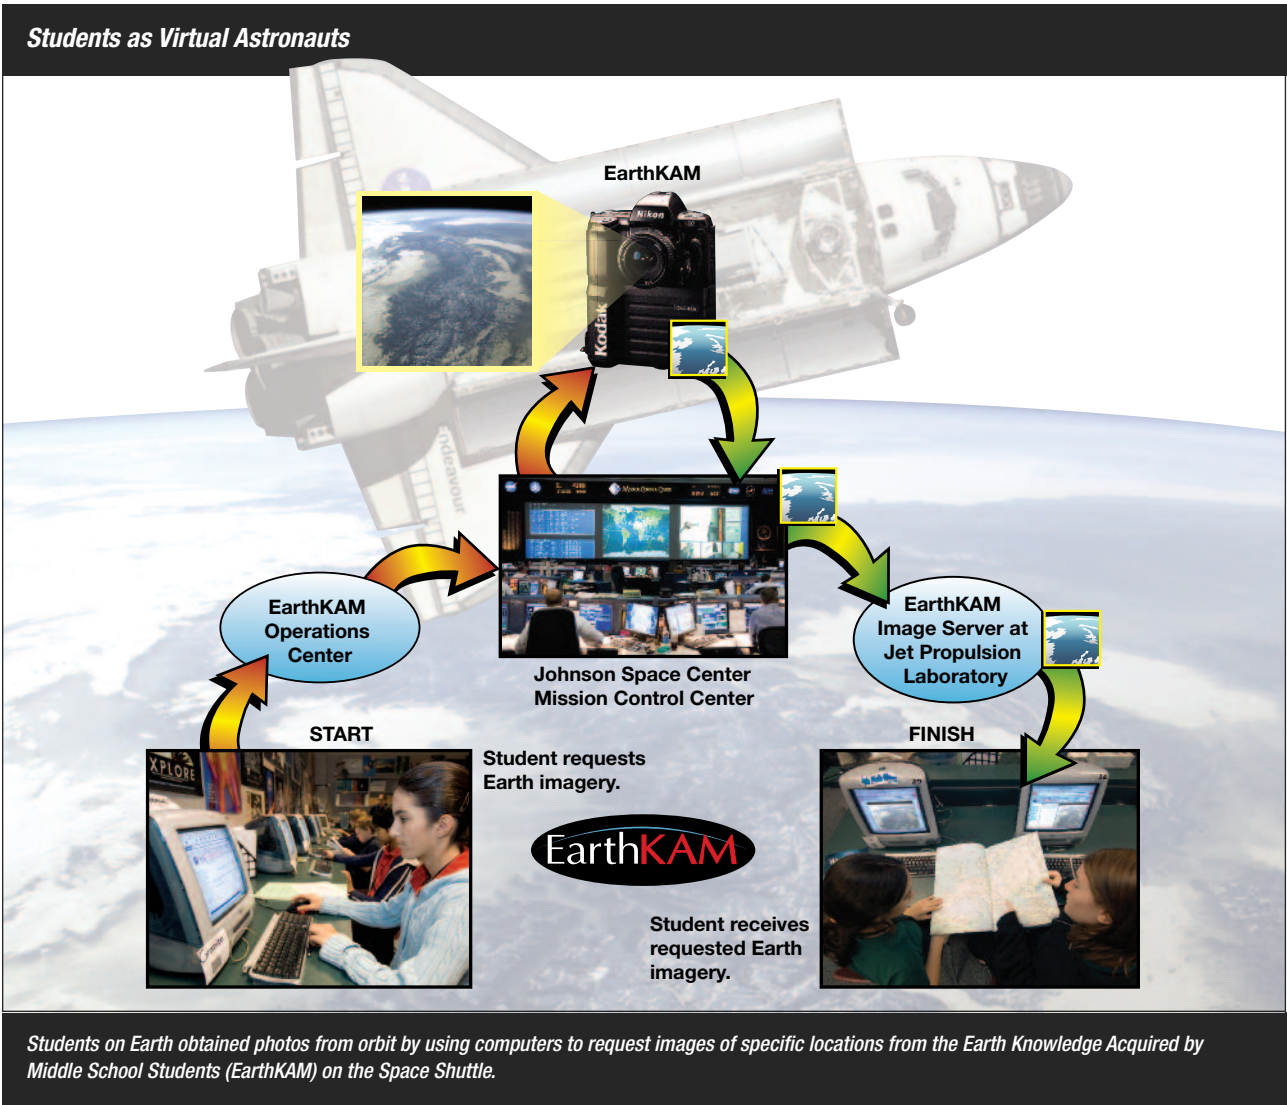 Students as Virtual Astronauts
EarthKAM
Nikon
Kodak
ndeavour
EarthKAM
Operations
Center
Johnson Space Center
Mission Control Center
EarthKAM
Image Server at
Jet Propulsion
Laboratory
START
FINISH
XPLORE
Student requests
Earth imagery.
EarthKAM
Student receives
requested Earth
imagery.
Students on Earth obtained photos from orbit by using computers to request images of specific locations from the Earth Knowledge Acquired by
Middle School Students (EarthKAM) on the Space Shuttle.